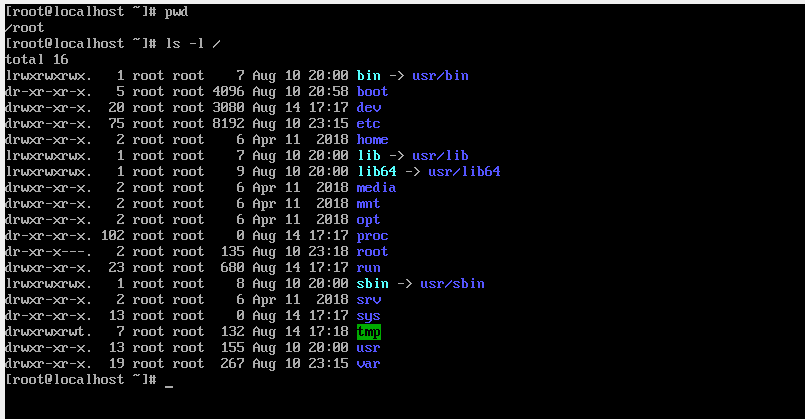 [root@localhost ~]# pwd
/root
[root@localhost ~]# ls -l /
total 16
lrwxrwxrwx.   1 root root    7 Aug 10 20:00 bin -> usr/bin
dr-xr-xr-x.   5 root root 4096 Aug 10 20:58 boot
drwxr-xr-x.  20 root root 3080 Aug 14 17:17 dev
drwxr-xr-x.  75 root root 8192 Aug 10 23:15 etc
drwxr-xr-x.   2 root root    6 Apr 11  2018 home
lrwxrwxrwx.   1 root root    7 Aug 10 20:00 lib -> usr/lib
lrwxrwxrwx.   1 root root    9 Aug 10 20:00 lib64 -> usr/lib64
drwxr-xr-x.   2 root root    6 Apr 11  2018 media
drwxr-xr-x.   2 root root    6 Apr 11  2018 mnt
drwxr-xr-x.   2 root root    6 Apr 11  2018 opt
dr-xr-xr-x. 102 root root    0 Aug 14 17:17 proc
dr-xr-x---.   2 root root  135 Aug 10 23:18 root
drwxr-xr-x.  23 root root  680 Aug 14 17:17 run
lrwxrwxrwx.   1 root root    8 Aug 10 20:00 sbin -> usr/sbin
drwxr-xr-x.   2 root root    6 Apr 11  2018 srv
dr-xr-xr-x.  13 root root    0 Aug 14 17:17 sys
drwxrwxrwt.   7 root root  132 Aug 14 17:18 tmp
drwxr-xr-x.  13 root root  155 Aug 10 20:00 usr
drwxr-xr-x.  19 root root  267 Aug 10 23:15 var
[root@localhost ~]# _